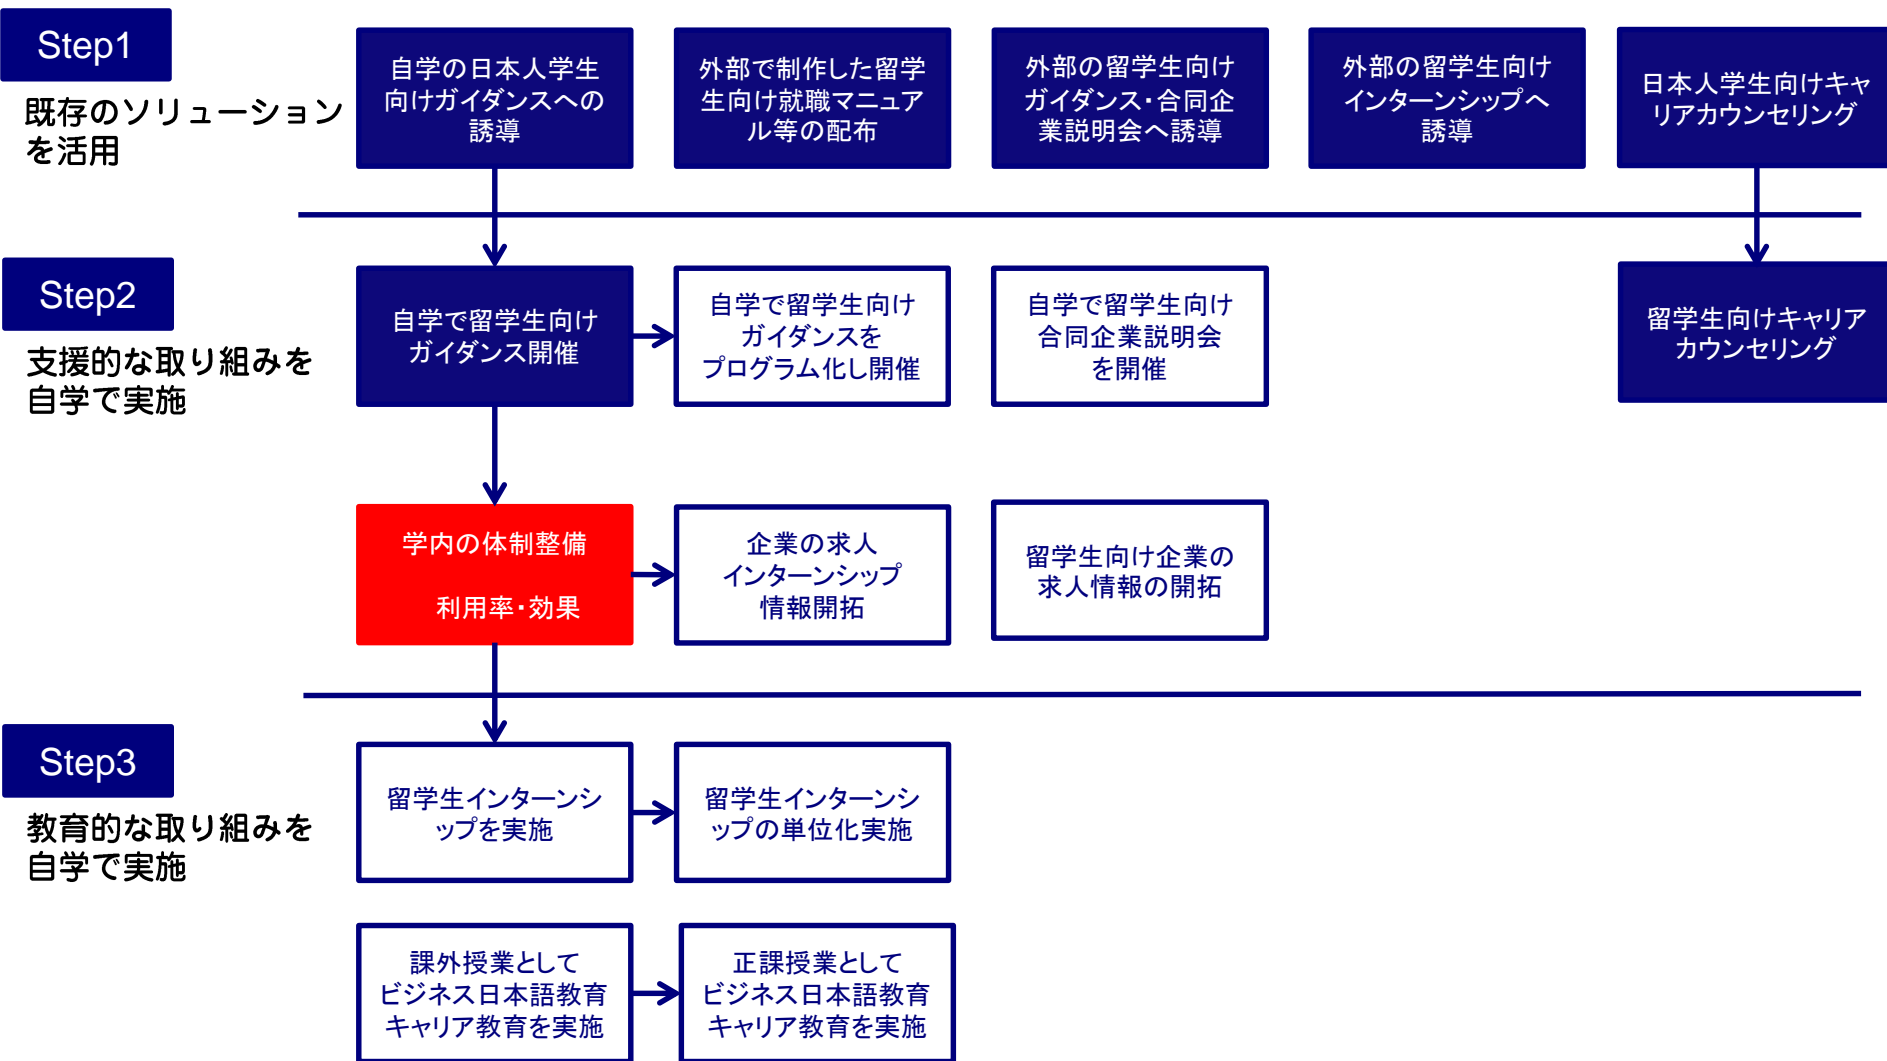 Step1
既存のソリューション
を活用
自学の日本人学生
向けガイダンスへの
誘導
外部で制作した留学
生向け就職マニュア
ル等の配布
外部の留学生向け
ガイダンス・合同企
業説明会へ誘導
外部の留学生向け
インターンシップへ
誘導
日本人学生向けキャ
リアカウンセリング
Step2
支援的な取り組みを
自学で実施
自学で留学生向け
ガイダンス開催
自学で留学生向け
ガイダンスを
プログラム化し開催
自学で留学生向け
合同企業説明会
を開催
留学生向けキャリア
カウンセリング
学内の体制整備
利用率・効果
企業の求人
インターンシップ
情報開拓
留学生向け企業の
求人情報の開拓
Step3
教育的な取り組みを
自学で実施
留学生インターンシ
ップを実施
留学生インターンシ
ップの単位化実施
課外授業として
ビジネス日本語教育
キャリア教育を実施
正課授業として
ビジネス日本語教育
キャリア教育を実施